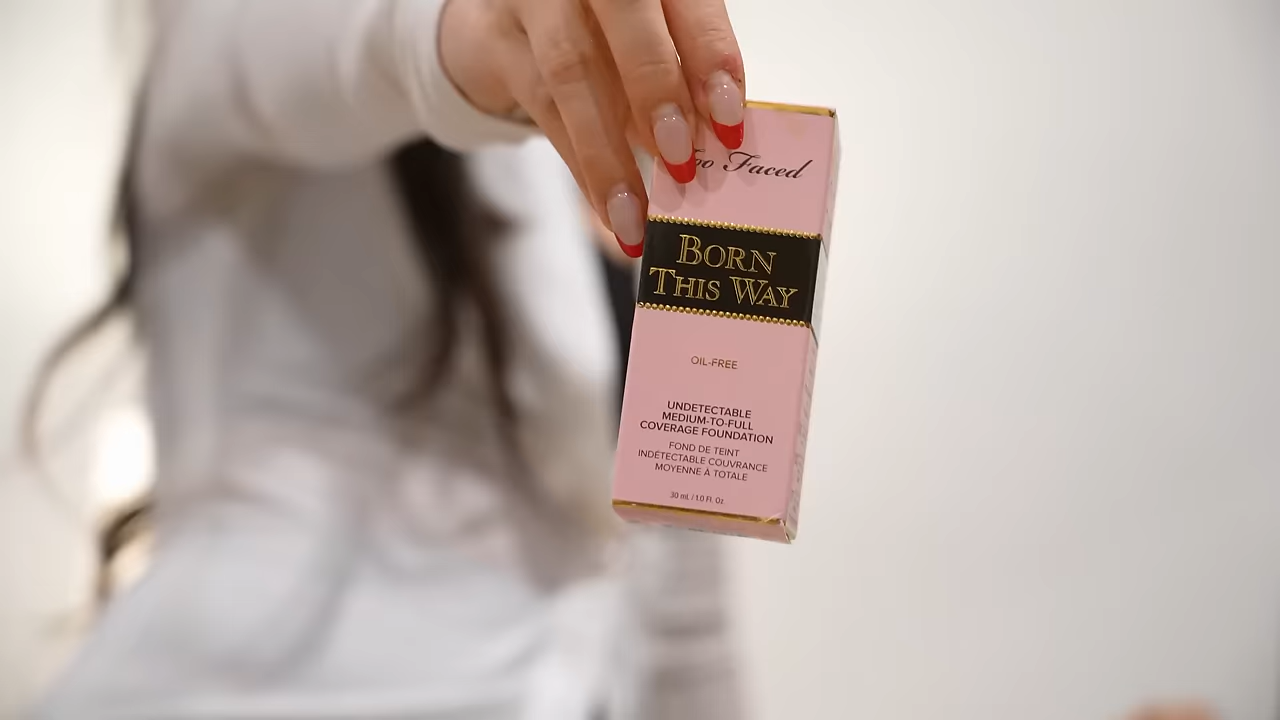 oo Faced
BORN
THIS WAY
OIL-FREE
UNDETECTABLE
MEDIUM-TO-FULL
COVERAGE FOUNDATION
FOND DE TEINT
INDÉTECTABLE COUVRANCE
MOYENNE À TOTALE
30 mL / 1.0 Fl. Oz.